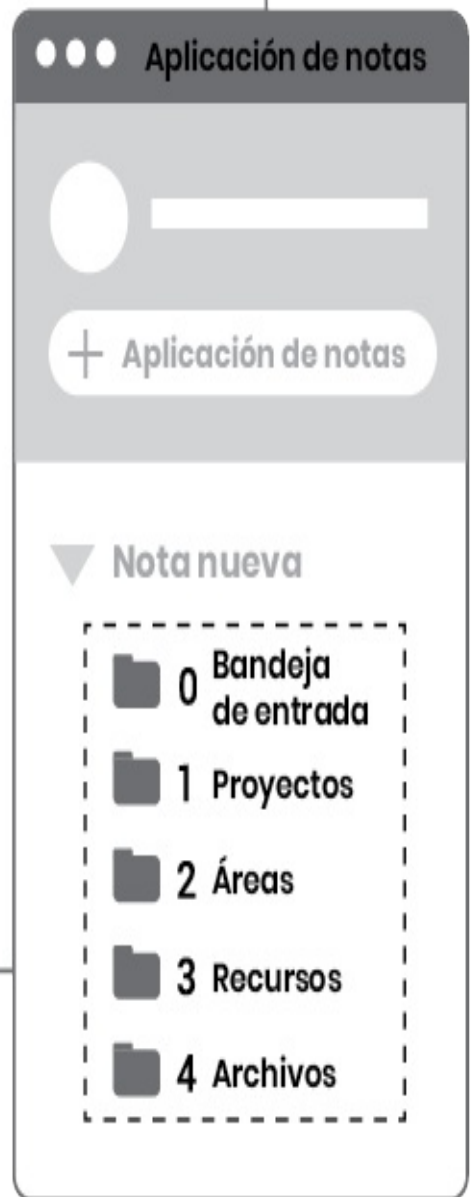 Aplicación de notas
+ Aplicación de notas
Nota nueva
0 Bandeja
de entrada
1 Proyectos
2 Áreas
3 Recursos
4 Archivos